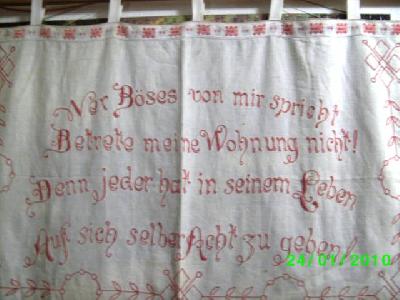 Wer Böses von mir spricht
Betrete meine Wohnung nicht!
Denn jeder hat in seinem Leben
Auf sich selber Acht zu geben!
24/01/2010